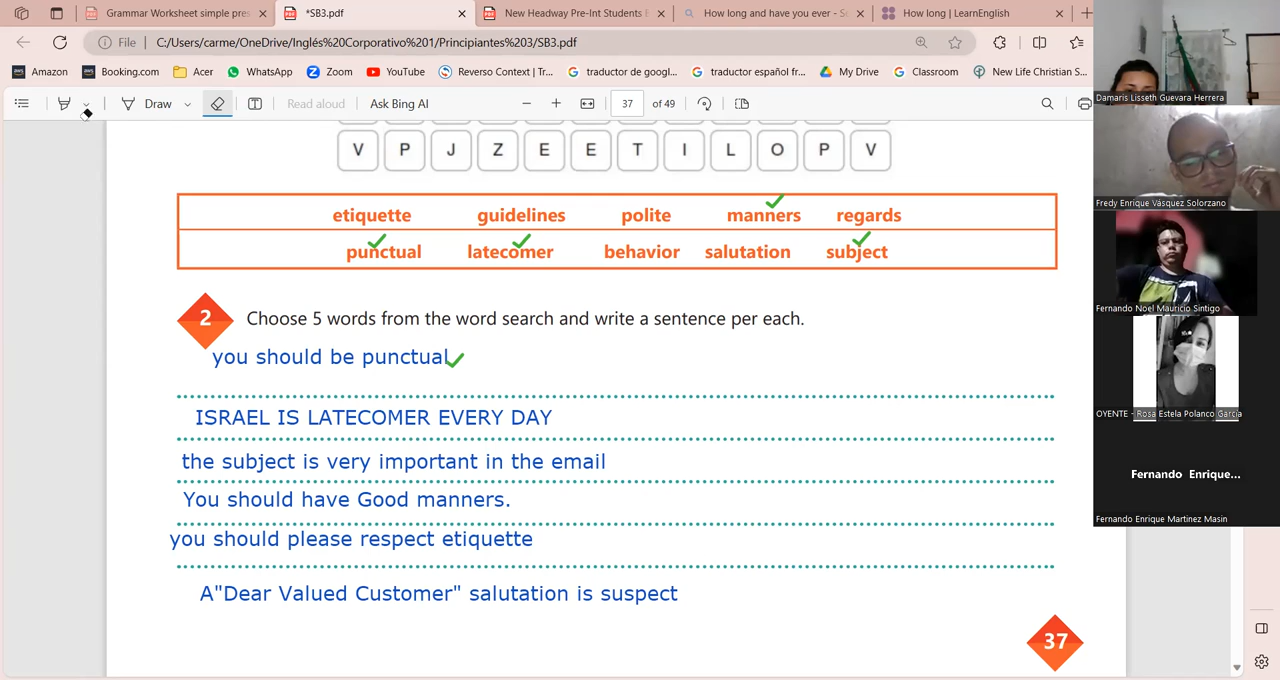 Grammar Worksheet simple pres
*SB3.pdf
New Headway Pre-Int Students
How long and have you ever - Se
How long | LearnEnglish
File
C:/Users/carme/OneDrive/Inglés%20Corporativo%201/Principiantes%203/SB3.pdf
Amazon
Booking.com
Acer
WhatsApp
Zoom
YouTube
Reverso Context | Tr...
traductor de googl...
traductor español fr...
My Drive
Classroom
New Life Christian S...
Draw
Read aloud
Ask Bing AI
37 of 49
V P J Z E E T I L O P V
etiquette guidelines polite manners regards
punctual latecomer behavior salutation subject
2 Choose 5 words from the word search and write a sentence per each.
you should be punctual
ISRAEL IS LATECOMER EVERY DAY
the subject is very important in the email
You should have Good manners.
you should please respect etiquette
A"Dear Valued Customer" salutation is suspect
37
Damaris Lisseth Guevara Herrera
Fredy Enrique Vásquez Solorzano
Fernando Noel Mauricio Sintigo
OYENTE - Rosa Estela Polanco García
Fernando Enrique...
Fernando Enrique Martinez Masin